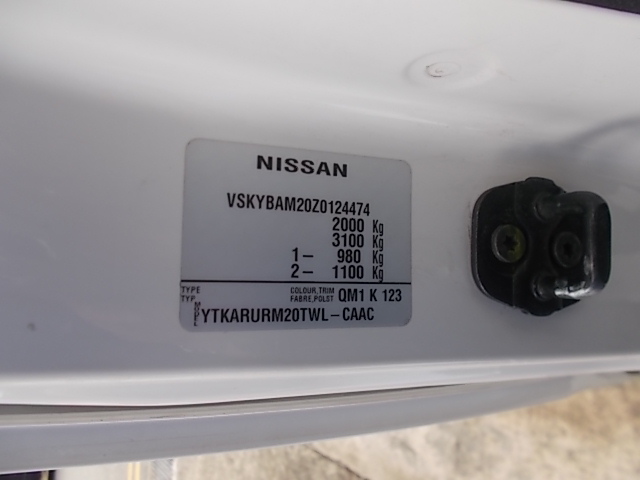 NISSAN
VSKYBAM20Z0124474
2000 Kg
3100 Kg
1– 980 Kg
2– 1100 Kg
TYPE COLOUR,TRIM
TYP. FABRE,POLST QM1 K 123
YTKARURM20TWL–CAAC